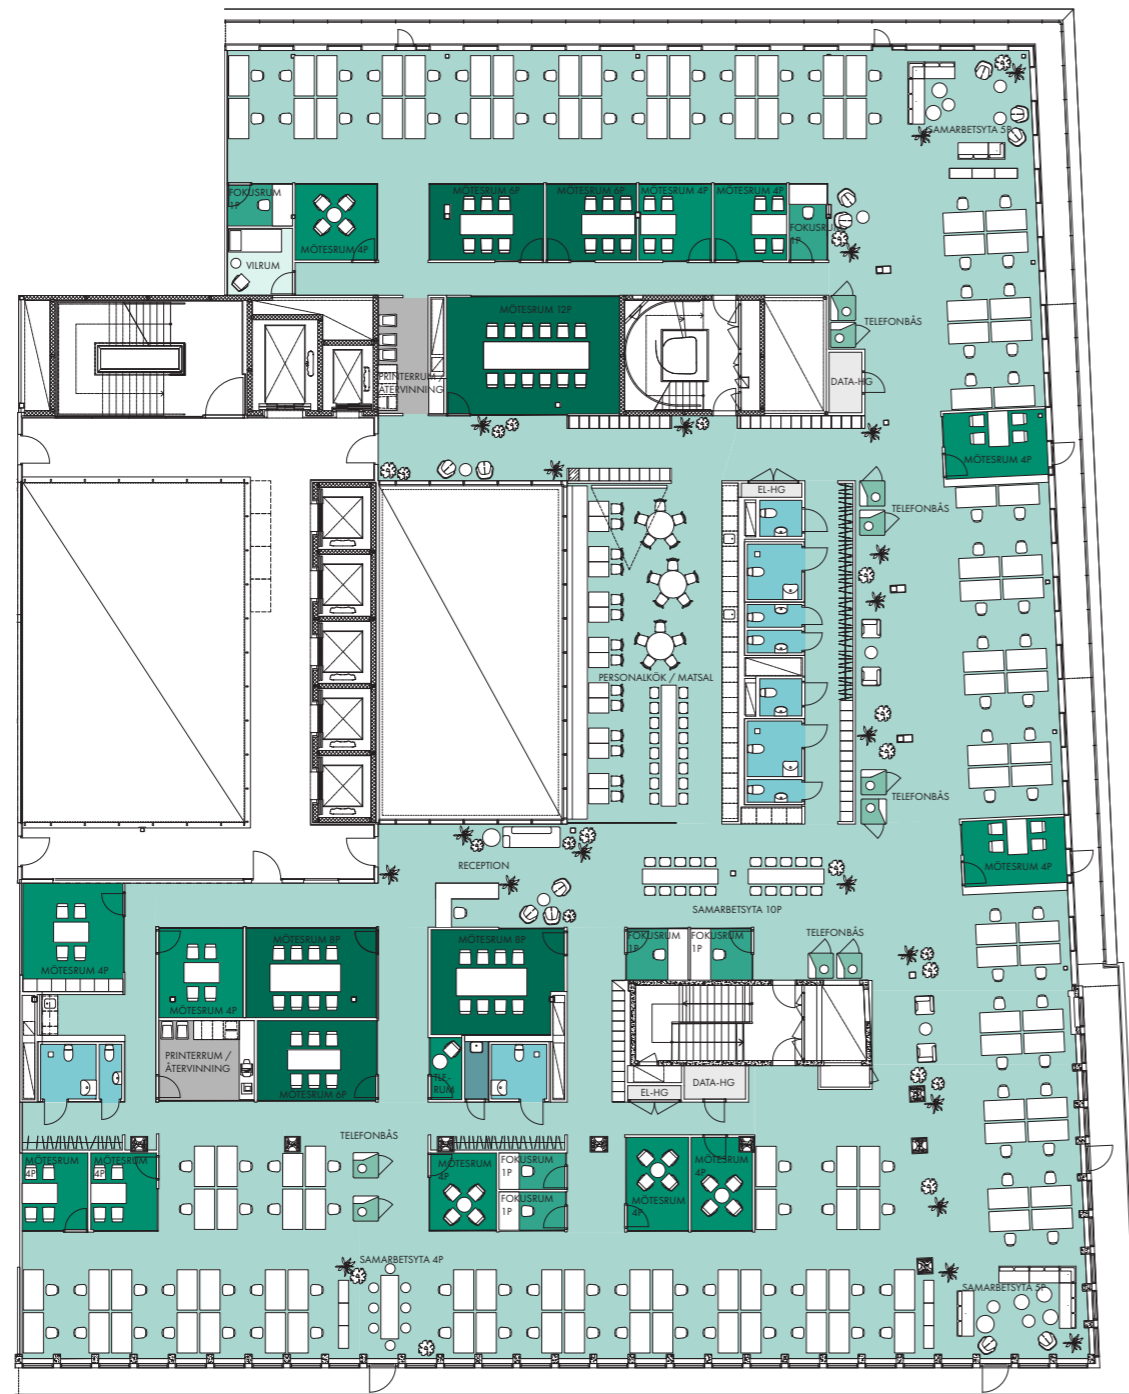 SAMARBETSYTA 5P
FOKUSRUM
1P
MÖTESRUM 4P
MÖTESRUM 6P
MÖTESRUM 6P
MÖTESRUM 4P
MÖTESRUM 4P
FOKUSRUM
1P
VILRUM
MÖTESRUM 12P
TELEFONBÅS
PRINTERRUM /
ÅTERVINNING
DATA-HG
MÖTESRUM 4P
EL-HG
TELEFONBÅS
PERSONALKÖK / MATSAL
TELEFONBÅS
RECEPTION
MÖTESRUM 4P
SAMARBETSYTA 10P
MÖTESRUM 4P
MÖTESRUM 4P
MÖTESRUM 8P
MÖTESRUM 8P
FOKUSRUM
1P
FOKUSRUM
1P
TELEFONBÅS
PRINTERRUM /
ÅTERVINNING
MÖTESRUM 6P
TELE-
RUM
EL-HG
DATA-HG
TELEFONBÅS
MÖTESRUM
4P
MÖTESRUM
4P
MÖTESRUM
4P
FOKUSRUM
1P
FOKUSRUM
1P
MÖTESRUM
4P
MÖTESRUM
4P
SAMARBETSYTA 4P
SAMARBETSYTA 5P